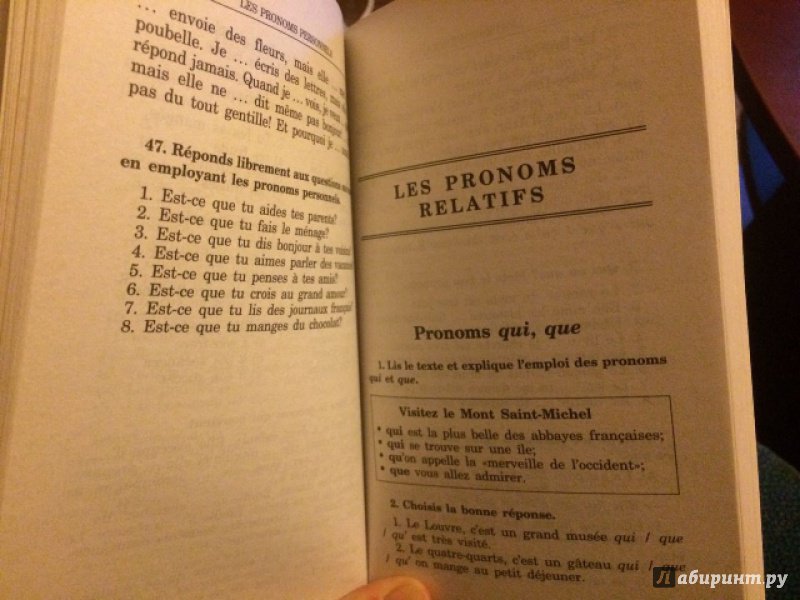 LES PRONOMS PERSONNELS
... envoie des fleurs, mais elle ...
poubelle. Je ... écris des lettres,
répond jamais. Quand je ... vois, je
mais elle ne ... dit même pas bonjour
pas du tout gentille! Et pourquoi je ...
47. Réponds librement aux questions
en employant les pronoms personnels.
1. Est-ce que tu aides tes parents?
2. Est-ce que tu fais le ménage?
3. Est-ce que tu dis bonjour à tes voisins
4. Est-ce que tu aimes parler des
5. Est-ce que tu penses à tes amis?
6. Est-ce que tu crois au grand amour?
7. Est-ce que tu lis des journaux français
8. Est-ce que tu manges du chocolat?
LES PRONOMS
RELATIFS
Pronoms qui, que
1. Lis le texte et explique l'emploi des pronoms
qui et que.
Visitez le Mont Saint-Michel
• qui est la plus belle des abbayes françaises;
• qui se trouve sur une île;
• qu'on appelle la «merveille de l'occident»;
• que vous allez admirer.
2. Choisis la bonne réponse.
1. Le Louvre, c'est un grand musée qui / que
/ qu' est très visité.
2. Le quatre-quarts, c'est un gâteau qui / que
/ qu' on mange au petit déjeuner.
Лабиринт.ру